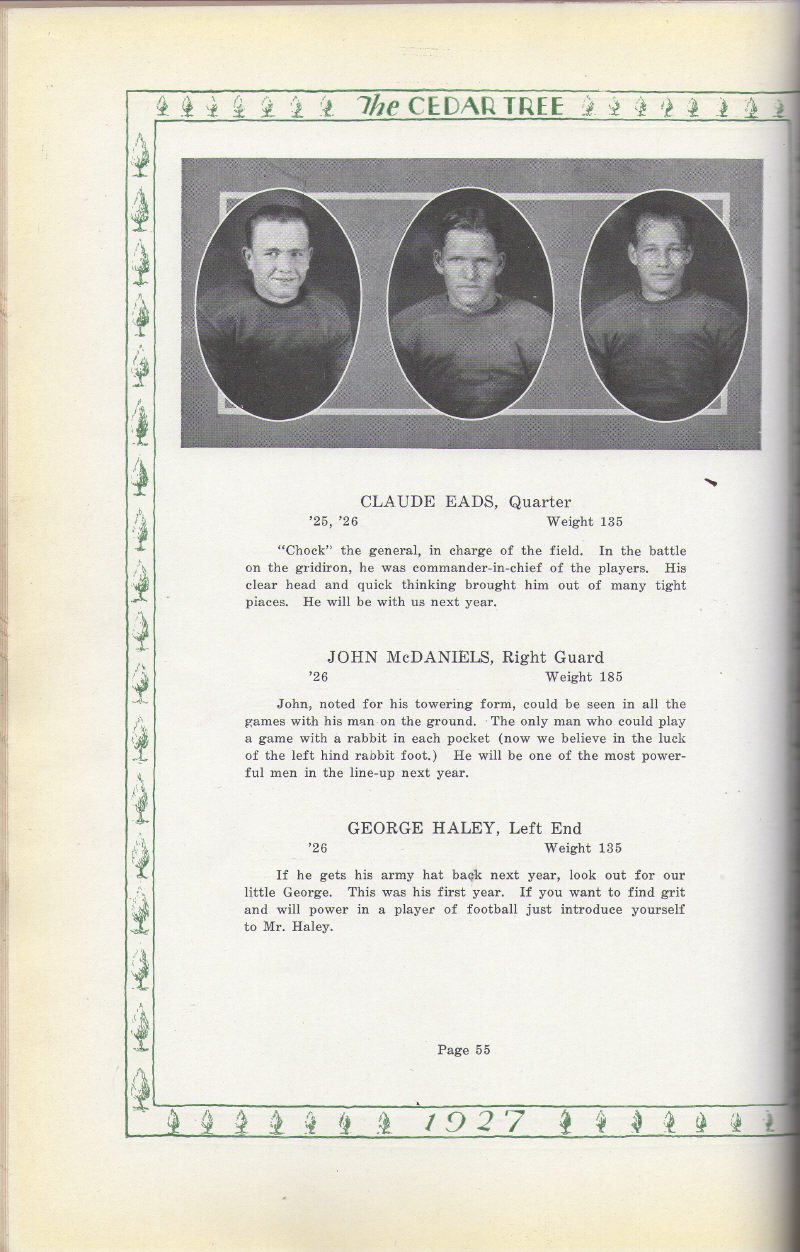 The CEDAR TREE
CLAUDE EADS, Quarter
'25, '26 Weight 135
"Chock" the general, in charge of the field. In the battle
on the gridiron, he was commander-in-chief of the players. His
clear head and quick thinking brought him out of many tight
piaces. He will be with us next year.
JOHN McDANIELS, Right Guard
'26 Weight 185
John, noted for his towering form, could be seen in all the
games with his man on the ground. The only man who could play
a game with a rabbit in each pocket (now we believe in the luck
of the left hind rabbit foot.) He will be one of the most power-
ful men in the line-up next year.
GEORGE HALEY, Left End
'26 Weight 135
If he gets his army hat back next year, look out for our
little George. This was his first year. If you want to find grit
and will power in a player of football just introduce yourself
to Mr. Haley.
Page 55
1927